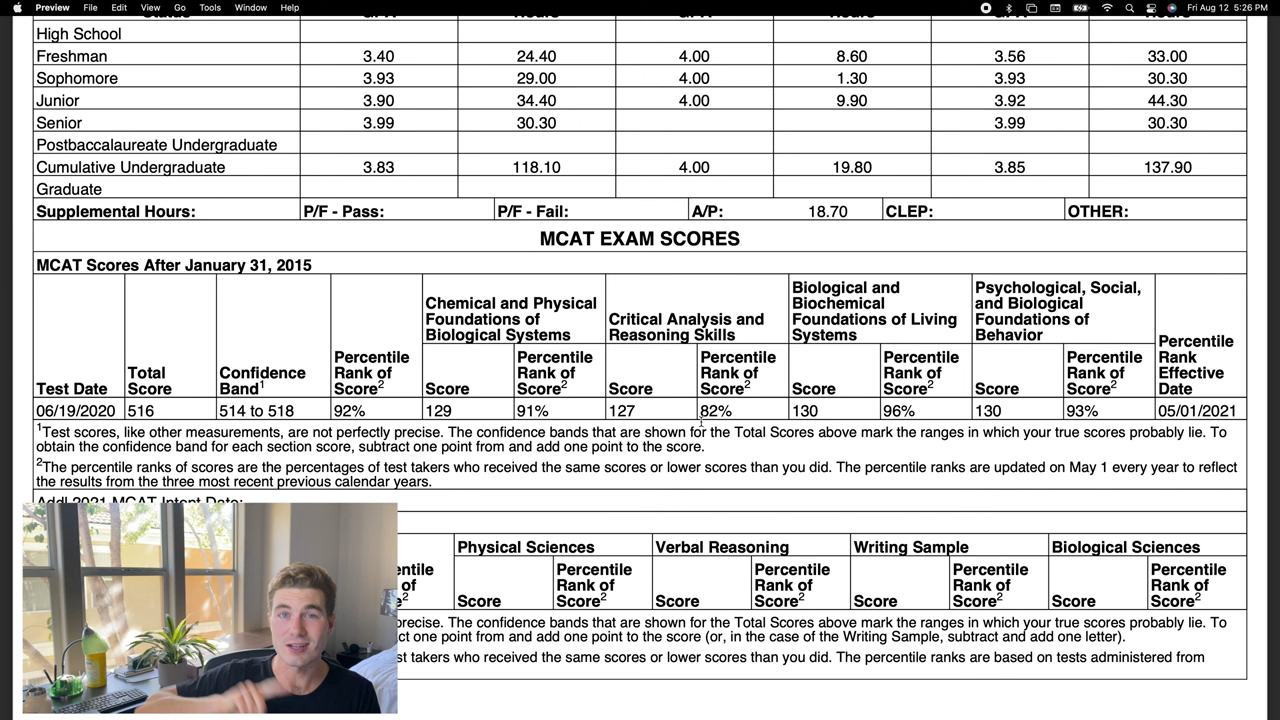 Preview File Edit View Go Tools Window Help Fri Aug 12 5:26 PM
High School
Freshman 3.40 24.40 4.00 8.60 3.56 33.00
Sophomore 3.93 29.00 4.00 1.30 3.93 30.30
Junior 3.90 34.40 4.00 9.90 3.92 44.30
Senior 3.99 30.30 3.99 30.30
Postbaccalaureate Undergraduate
Cumulative Undergraduate 3.83 118.10 4.00 19.80 3.85 137.90
Graduate
Supplemental Hours: P/F - Pass: P/F - Fail: A/P: 18.70 CLEP: OTHER:
MCAT EXAM SCORES
MCAT Scores After January 31, 2015
Test Date
Total
Score
Confidence
Band1
Percentile
Rank of
Score2
Chemical and Physical
Foundations of
Biological Systems
Score
Percentile
Rank of
Score2
Critical Analysis and
Reasoning Skills
Score
Percentile
Rank of
Score2
Biological and
Biochemical
Foundations of Living
Systems
Score
Percentile
Rank of
Score2
Psychological, Social,
and Biological
Foundations of
Behavior
Score
Percentile
Rank of
Score2
Percentile
Rank
Effective
Date
06/19/2020 516 514 to 518 92% 129 91% 127 82% 130 96% 130 93% 05/01/2021
1Test scores, like other measurements, are not perfectly precise. The confidence bands that are shown for the Total Scores above mark the ranges in which your true scores probably lie. To
obtain the confidence band for each section score, subtract one point from and add one point to the score.
2The percentile ranks of scores are the percentages of test takers who received the same scores or lower scores than you did. The percentile ranks are updated on May 1 every year to reflect
the results from the three most recent previous calendar years.
Addl 2021 MCAT Intent Date:
Physical Sciences
Score
Percentile
Rank of
Score2
Verbal Reasoning
Score
Percentile
Rank of
Score2
Writing Sample
Score
Percentile
Rank of
Score2
Biological Sciences
Score
Percentile
Rank of
Score2
precise. The confidence bands that are shown for the Total Scores above mark the ranges in which your true scores probably lie. To
one point from and add one point to the score (or, in the case of the Writing Sample, subtract and add one letter).
takers who received the same scores or lower scores than you did. The percentile ranks are based on tests administered from